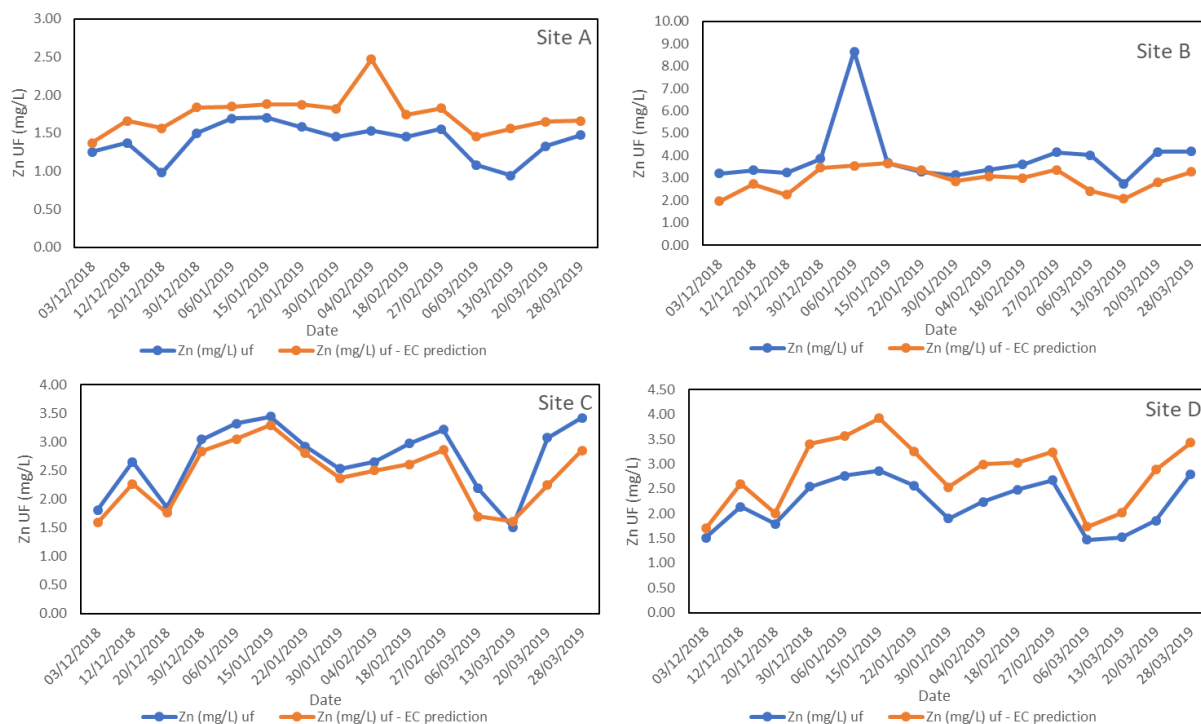 Site A
Zn UF (mg/L)
3.00
2.50
2.00
1.50
1.00
0.50
0.00
03/12/2018 12/12/2018 20/12/2018 30/12/2018 06/01/2019 15/01/2019 22/01/2019 30/01/2019 04/02/2019 18/02/2019 27/02/2019 06/03/2019 13/03/2019 20/03/2019 28/03/2019
Date
Zn (mg/L) uf Zn (mg/L) uf - EC prediction
Site B
Zn UF (mg/L)
10.00
9.00
8.00
7.00
6.00
5.00
4.00
3.00
2.00
1.00
0.00
03/12/2018 12/12/2018 20/12/2018 30/12/2018 06/01/2019 15/01/2019 22/01/2019 30/01/2019 04/02/2019 18/02/2019 27/02/2019 06/03/2019 13/03/2019 20/03/2019 28/03/2019
Date
Zn (mg/L) uf Zn (mg/L) uf - EC prediction
Site C
Zn UF (mg/L)
4.00
3.50
3.00
2.50
2.00
1.50
1.00
0.50
0.00
03/12/2018 12/12/2018 20/12/2018 30/12/2018 06/01/2019 15/01/2019 22/01/2019 30/01/2019 04/02/2019 18/02/2019 27/02/2019 06/03/2019 13/03/2019 20/03/2019 28/03/2019
Date
Zn (mg/L) uf Zn (mg/L) uf - EC prediction
Site D
Zn UF (mg/L)
4.50
4.00
3.50
3.00
2.50
2.00
1.50
1.00
0.50
0.00
03/12/2018 12/12/2018 20/12/2018 30/12/2018 06/01/2019 15/01/2019 22/01/2019 30/01/2019 04/02/2019 18/02/2019 27/02/2019 06/03/2019 13/03/2019 20/03/2019 28/03/2019
Date
Zn (mg/L) uf Zn (mg/L) uf - EC prediction